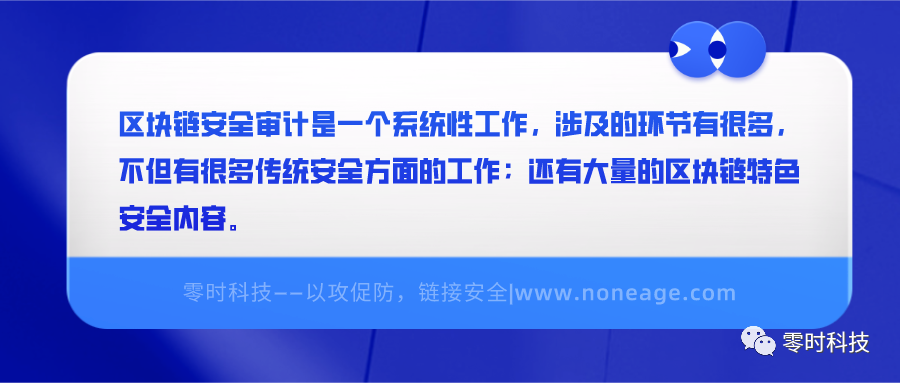 区块链安全审计是一个系统性工作，涉及的环节有很多，
不但有很多传统安全方面的工作；还有大量的区块链特色
安全内容。
零时科技——以攻促防，链接安全|www.noneage.com
零时科技